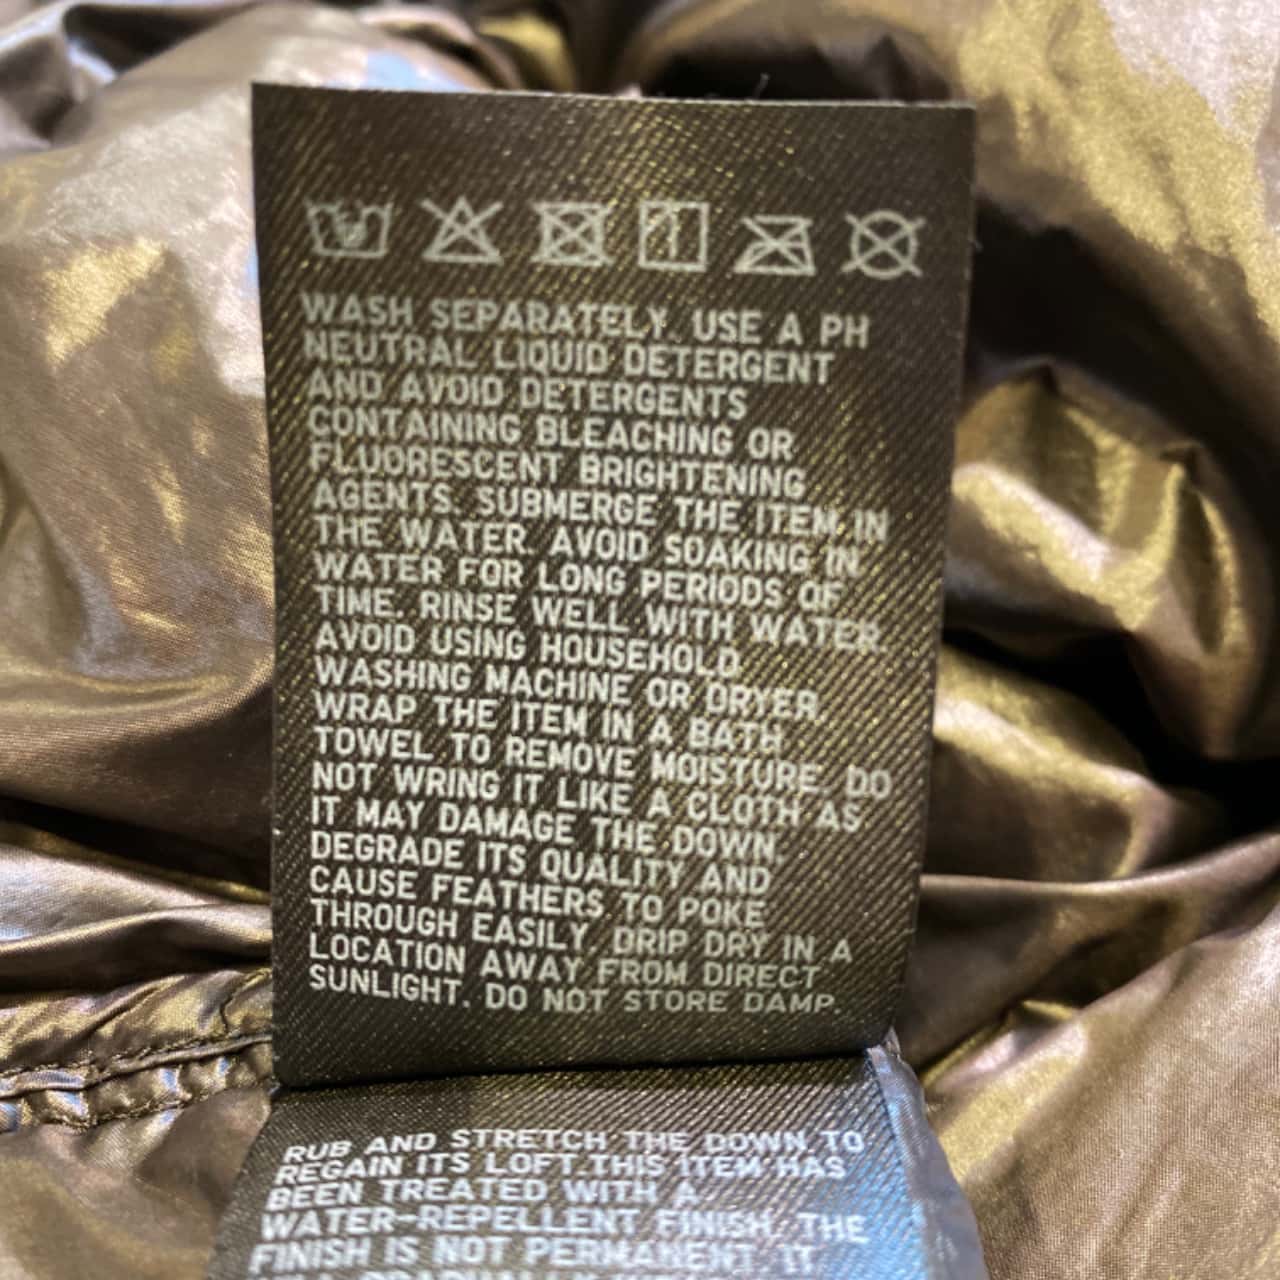 WASH SEPARATELY. USE A PH
NEUTRAL LIQUID DETERGENT
AND AVOID DETERGENTS
CONTAINING BLEACHING OR
FLUORESCENT BRIGHTENING
AGENTS. SUBMERGE THE ITEM IN
THE WATER. AVOID SOAKING IN
WATER FOR LONG PERIODS OF
TIME. RINSE WELL WITH WATER.
AVOID USING HOUSEHOLD
WASHING MACHINE OR DRYER.
WRAP THE ITEM IN A BATH
TOWEL TO REMOVE MOISTURE. DO
NOT WRING IT LIKE A CLOTH AS
IT MAY DAMAGE THE DOWN,
DEGRADE ITS QUALITY AND
CAUSE FEATHERS TO POKE
THROUGH EASILY. DRIP DRY IN A
LOCATION AWAY FROM DIRECT
SUNLIGHT. DO NOT STORE DAMP.
RUB AND STRETCH THE DOWN TO
REGAIN ITS LOFT.THIS ITEM HAS
BEEN TREATED WITH A
WATER-REPELLENT FINISH. THE
FINISH IS NOT PERMANENT. IT